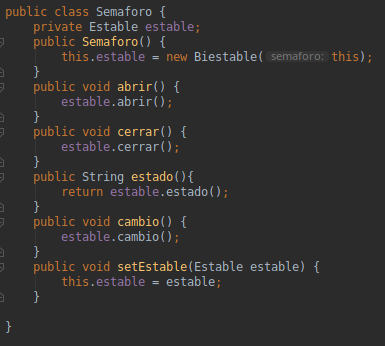 public class Semaforo {
    private Estable estable;
    public Semaforo() {
        this.estable = new Biestable( semaforo: this);
    }
    public void abrir() {
        estable.abrir();
    }
    public void cerrar() {
        estable.cerrar();
    }
    public String estado(){
        return estable.estado();
    }
    public void cambio() {
        estable.cambio();
    }
    public void setEstable(Estable estable) {
        this.estable = estable;
    }
}